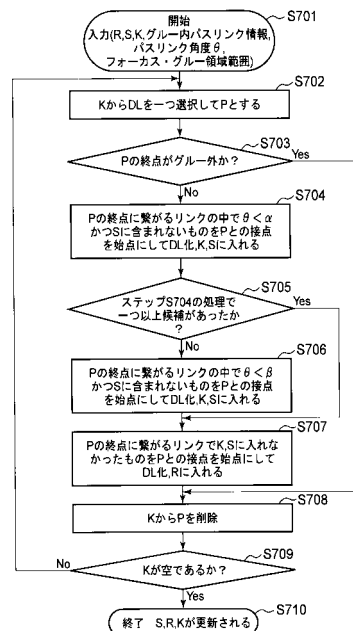 S701
開始
入力(R,S,K,グルー内パスリンク情報,
パスリンク角度θ,
フォーカス・グルー領域範囲)
S702
KからDLを一つ選択してPとする
S703
Pの終点がグルー外か?
Yes
No
S704
Pの終点に繋がるリンクの中でθ<α
かつSに含まれないものをPとの接点
を始点にしてDL化,K,Sに入れる
S705
ステップS704の処理で
一つ以上候補があったか
?
Yes
No
S706
Pの終点に繋がるリンクの中でθ<β
かつSに含まれないものをPとの接点
を始点にしてDL化,K,Sに入れる
S707
Pの終点に繋がるリンクでK,Sに入れな
かったものをPとの接点を始点にして
DL化,Rに入れる
S708
KからPを削除
S709
No
Kが空であるか?
Yes
S710
終了 S,R,Kが更新される